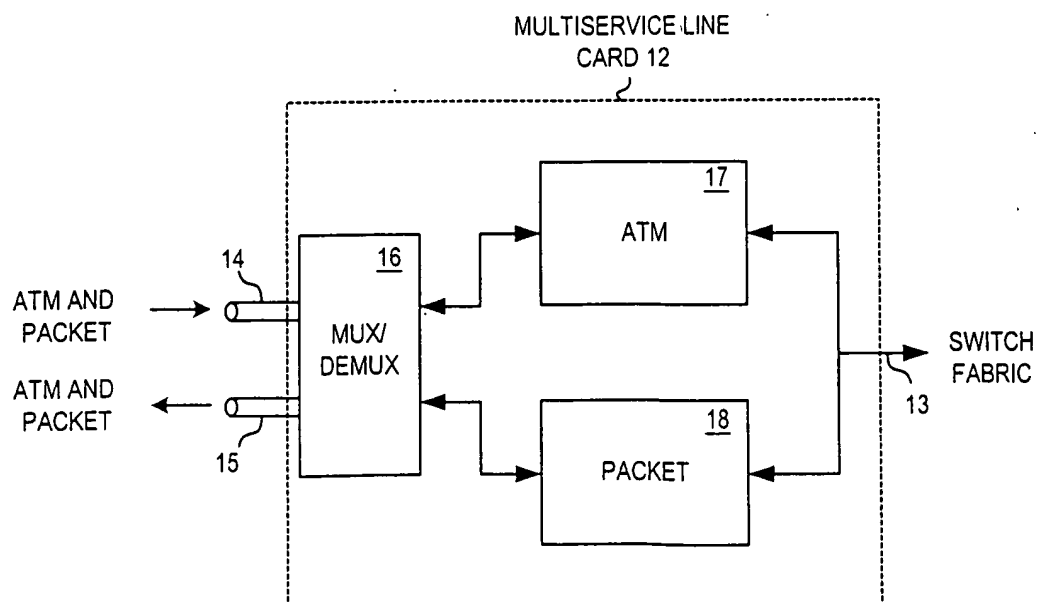 MULTISERVICE LINE
CARD 12
17
ATM
16
MUX/
DEMUX
14
ATM AND
PACKET
ATM AND
PACKET
15
SWITCH
FABRIC
13
18
PACKET